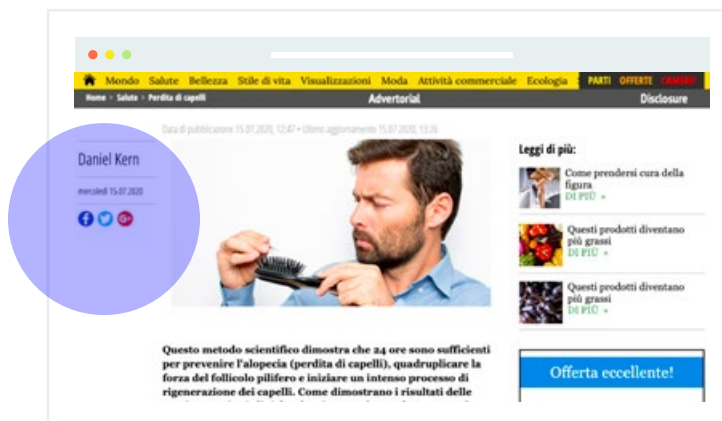 Mondo Salute Bellezza Stile di vita Visualizzazioni Moda Attività commerciale Ecologia PARTI OFFERTE
Home > Salute > Perdita di capelli Advertorial Disclosure
Data di pubblicazione 15.07.2020, 12:47 • Ultimo aggiornamento 15.07.2020, 13:26
Daniel Kern
mercoledì 15.07.2020
Leggi di più:
Come prendersi cura della
figura
DI PIÙ »
Questi prodotti diventano
più grassi
DI PIÙ »
Questi prodotti diventano
più grassi
DI PIÙ »
Questo metodo scientifico dimostra che 24 ore sono sufficienti
per prevenire l'alopecia (perdita di capelli), quadruplicare la
forza del follicolo pilifero e iniziare un intenso processo di
rigenerazione dei capelli. Come dimostrano i risultati delle
Offerta eccellente!